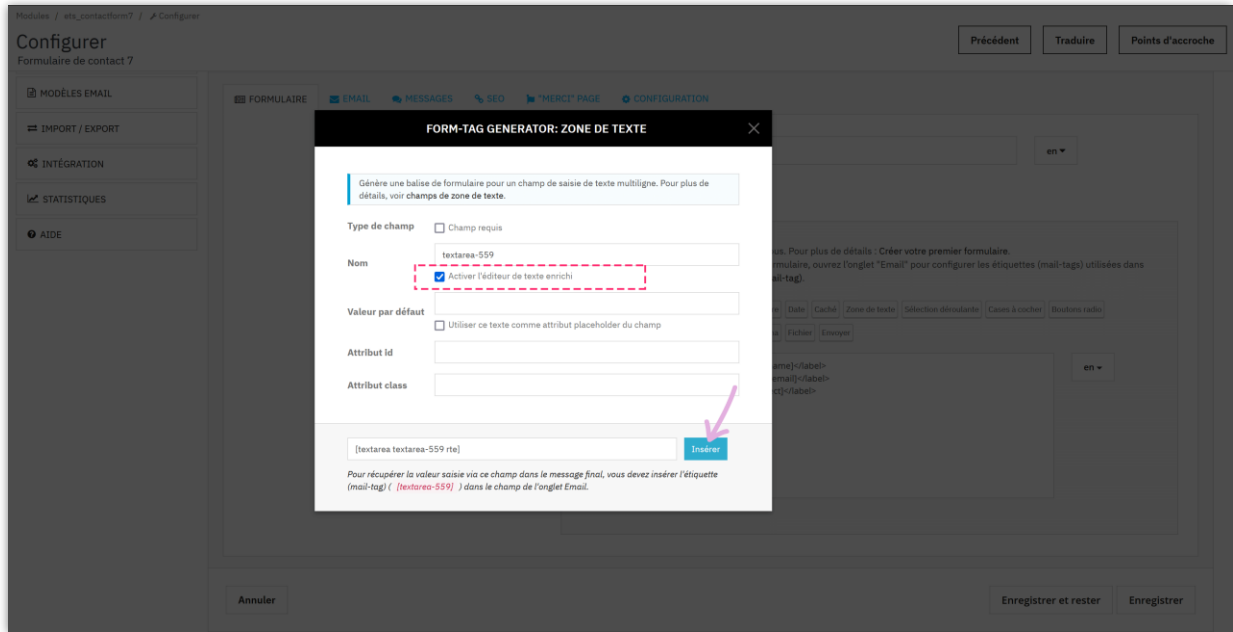 Modules / ets_contactform7 / Configurer
Configurer
Formulaire de contact 7
Précédent
Traduire
Points d'accroche
MODÈLES EMAIL
IMPORT / EXPORT
INTÉGRATION
STATISTIQUES
AIDE
FORMULAIRE
EMAIL
MESSAGES
SEO
"MERCI" PAGE
CONFIGURATION
en
FORM-TAG GENERATOR: ZONE DE TEXTE
Génère une balise de formulaire pour un champ de saisie de texte multiligne. Pour plus de
détails, voir champs de zone de texte.
Type de champ
Champ requis
Nom
textarea-559
Activer l'éditeur de texte enrichi
Valeur par défaut
Utiliser ce texte comme attribut placeholder du champ
Attribut id
Attribut class
[textarea textarea-559 rte]
Insérer
Pour récupérer la valeur saisie via ce champ dans le message final, vous devez insérer l'étiquette
(mail-tag) ( [textarea-559] ) dans le champ de l'onglet Email.
us. Pour plus de détails : Créer votre premier formulaire.
rmulaire, ouvrez l'onglet "Email" pour configurer les étiquettes (mail-tags) utilisées dans
ail-tag).
Date
Caché
Zone de texte
Sélection déroulante
Cases à cocher
Boutons radio
Fichier
Envoyer
ame]</label>
email]</label>
ct]</label>
en
Annuler
Enregistrer et rester
Enregistrer